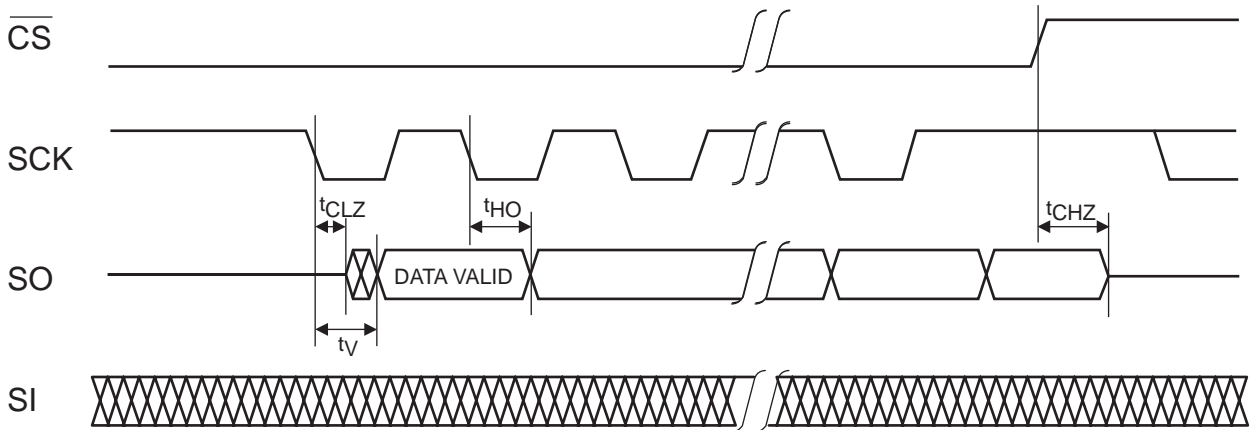 CS
SCK
tCLZ
tHO
tCHZ
SO
DATA VALID
tV
SI